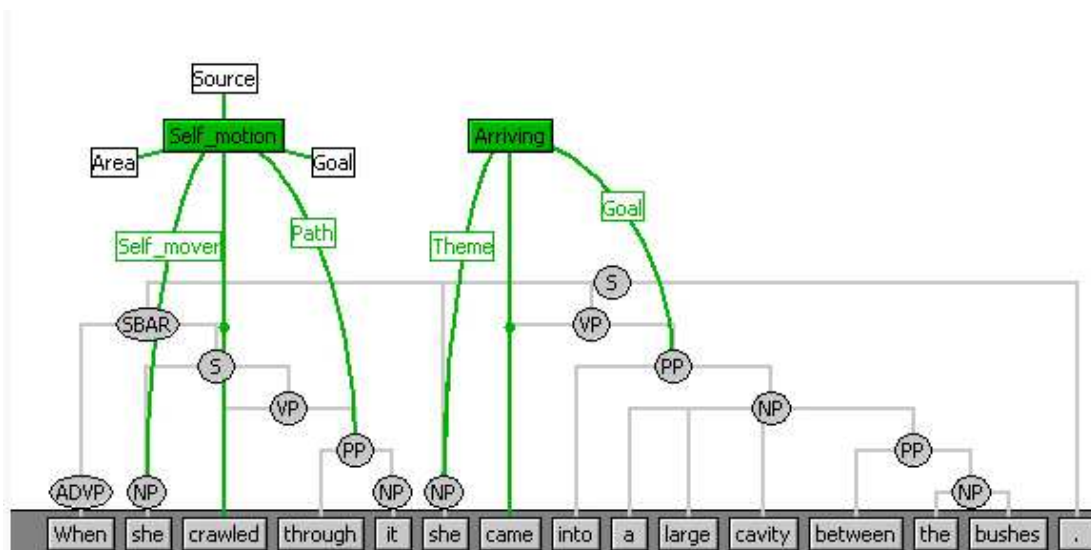 Source
Self_motion Arriving
Area Goal
Goal
Path
Self_mover Theme
S
SBAR VP
S PP
VP NP
PP PP
ADVP NP NP NP NP
When she crawled through it she came into a large cavity between the bushes .